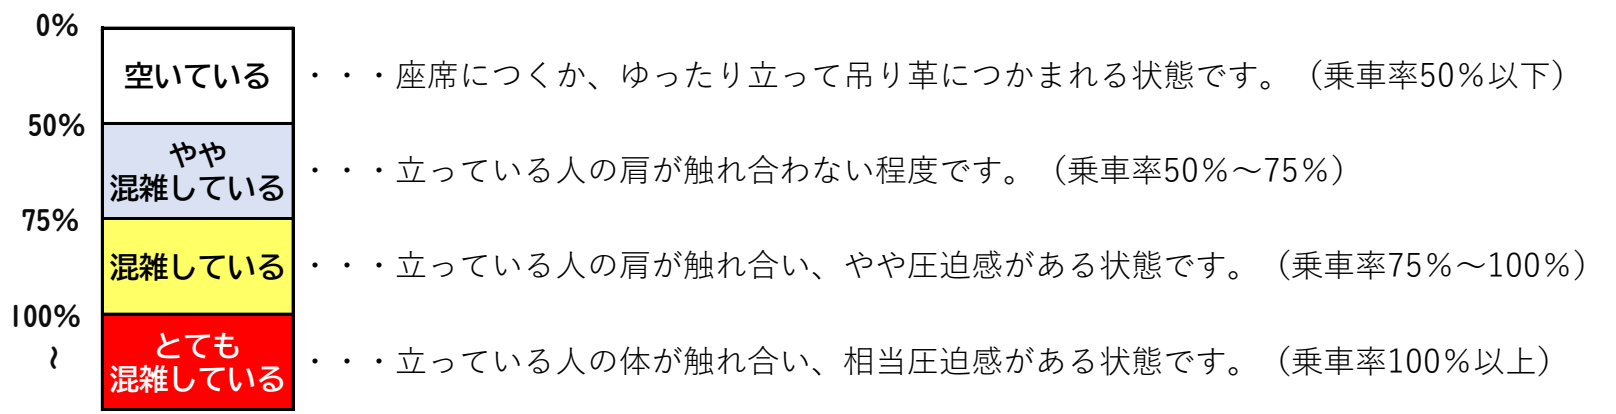 0%
空いている ・・・座席につくか、ゆったり立って吊り革につかまれる状態です。（乗車率50％以下）
50%
やや
混雑している ・・・立っている人の肩が触れ合わない程度です。（乗車率50％～75％）
75%
混雑している ・・・立っている人の肩が触れ合い、やや圧迫感がある状態です。（乗車率75％～100％）
100%
～
とても
混雑している ・・・立っている人の体が触れ合い、相当圧迫感がある状態です。（乗車率100％以上）